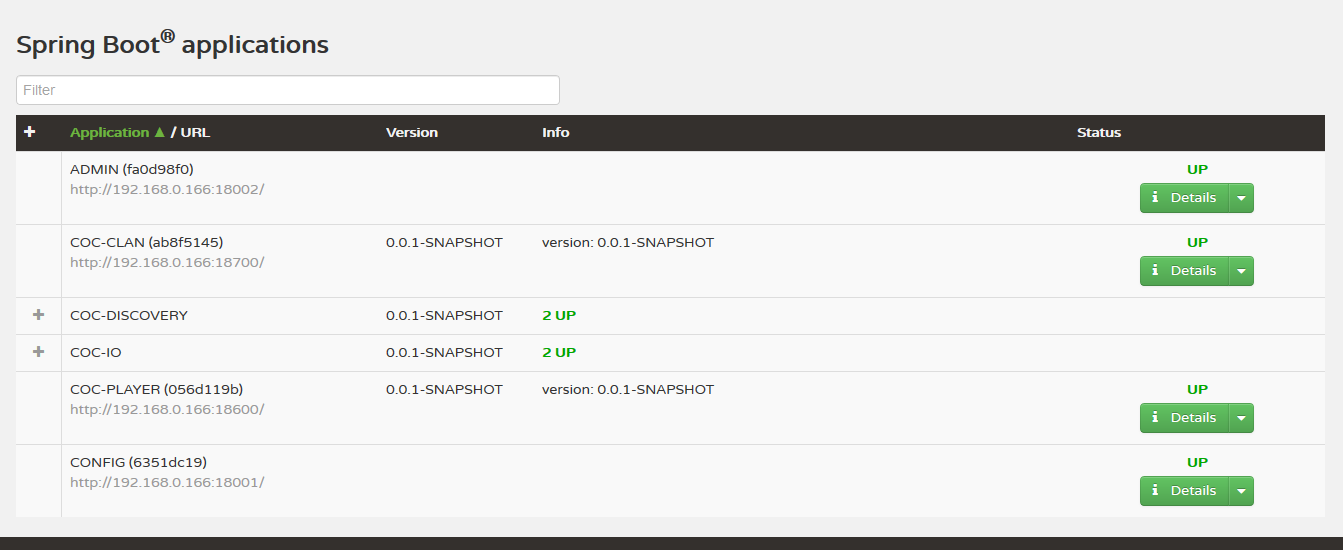 Spring Boot® applications
Filter
Application ▲ / URL Version Info Status
ADMIN (fa0d98f0) UP
http://192.168.0.166:18002/
Details
COC-CLAN (ab8f5145) 0.0.1-SNAPSHOT version: 0.0.1-SNAPSHOT UP
http://192.168.0.166:18700/
Details
COC-DISCOVERY 0.0.1-SNAPSHOT 2 UP
COC-IO 0.0.1-SNAPSHOT 2 UP
COC-PLAYER (056d119b) 0.0.1-SNAPSHOT version: 0.0.1-SNAPSHOT UP
http://192.168.0.166:18600/
Details
CONFIG (6351dc19) UP
http://192.168.0.166:18001/
Details